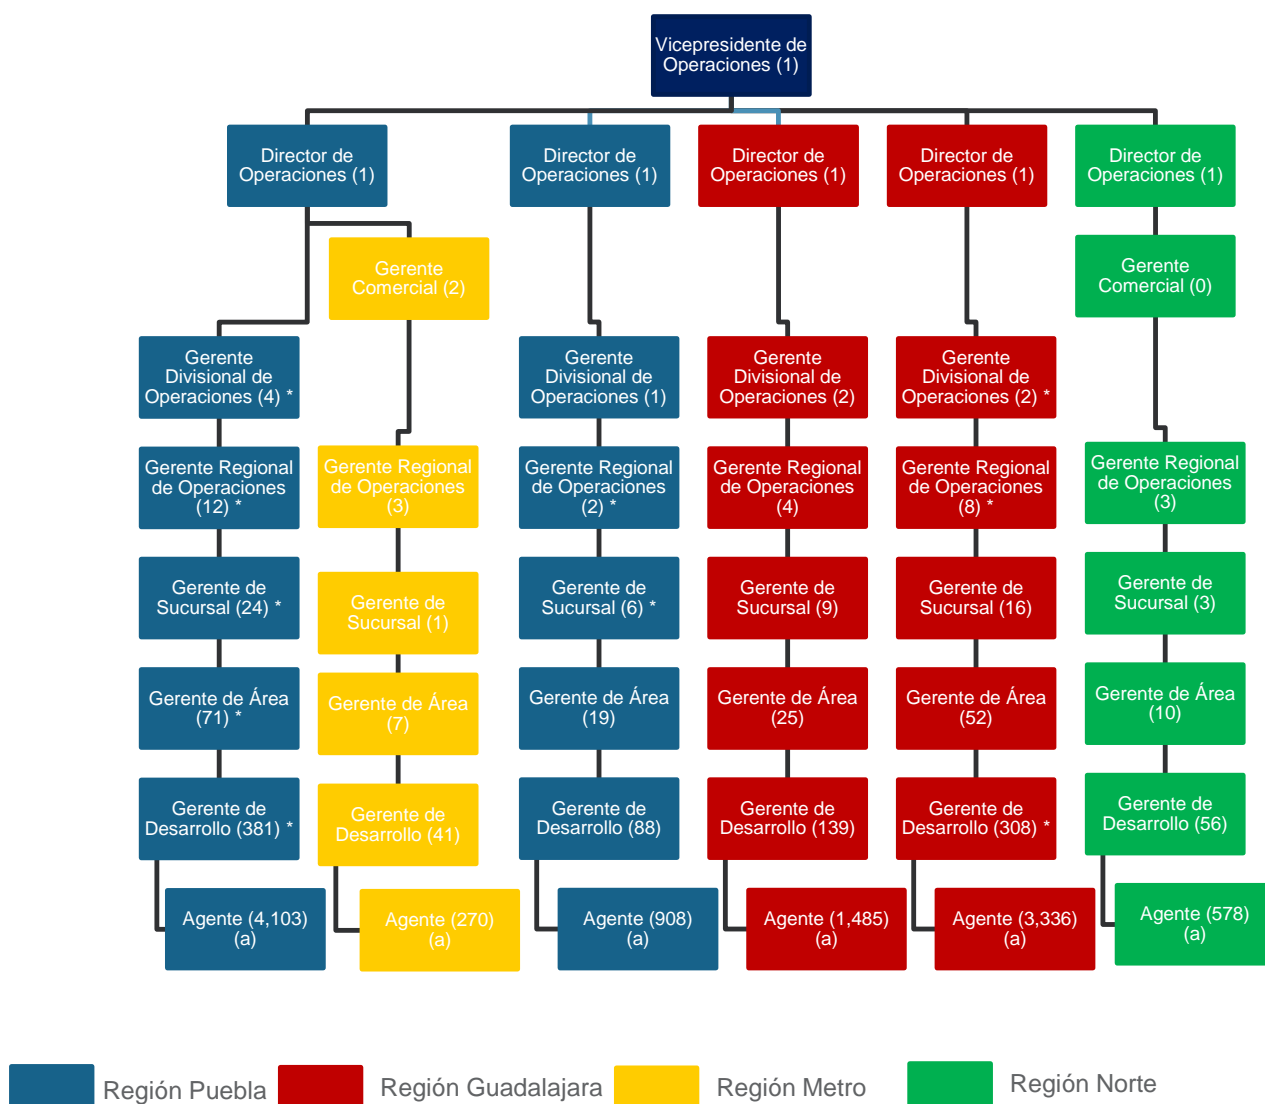 Vicepresidente de
Operaciones (1)
Director de
Operaciones (1)
Director de
Operaciones (1)
Director de
Operaciones (1)
Director de
Operaciones (1)
Director de
Operaciones (1)
Gerente
Comercial (2)
Gerente
Comercial (0)
Gerente
Divisional de
Operaciones (4) *
Gerente
Divisional de
Operaciones (1)
Gerente
Divisional de
Operaciones (2)
Gerente
Divisional de
Operaciones (2) *
Gerente Regional
de Operaciones
(12) *
Gerente Regional
de Operaciones
(3)
Gerente Regional
de Operaciones
(2) *
Gerente Regional
de Operaciones
(4)
Gerente Regional
de Operaciones
(8) *
Gerente Regional
de Operaciones
(3)
Gerente de
Sucursal (24) *
Gerente de
Sucursal (1)
Gerente de
Sucursal (6) *
Gerente de
Sucursal (9)
Gerente de
Sucursal (16)
Gerente de
Sucursal (3)
Gerente de Área
(71) *
Gerente de Área
(7)
Gerente de Área
(19)
Gerente de Área
(25)
Gerente de Área
(52)
Gerente de Área
(10)
Gerente de
Desarrollo (381) *
Gerente de
Desarrollo (41)
Gerente de
Desarrollo (88)
Gerente de
Desarrollo (139)
Gerente de
Desarrollo (308) *
Gerente de
Desarrollo (56)
Agente (4,103)
(a)
Agente (270)
(a)
Agente (908)
(a)
Agente (1,485)
(a)
Agente (3,336)
(a)
Agente (578)
(a)
Región Puebla
Región Guadalajara
Región Metro
Región Norte